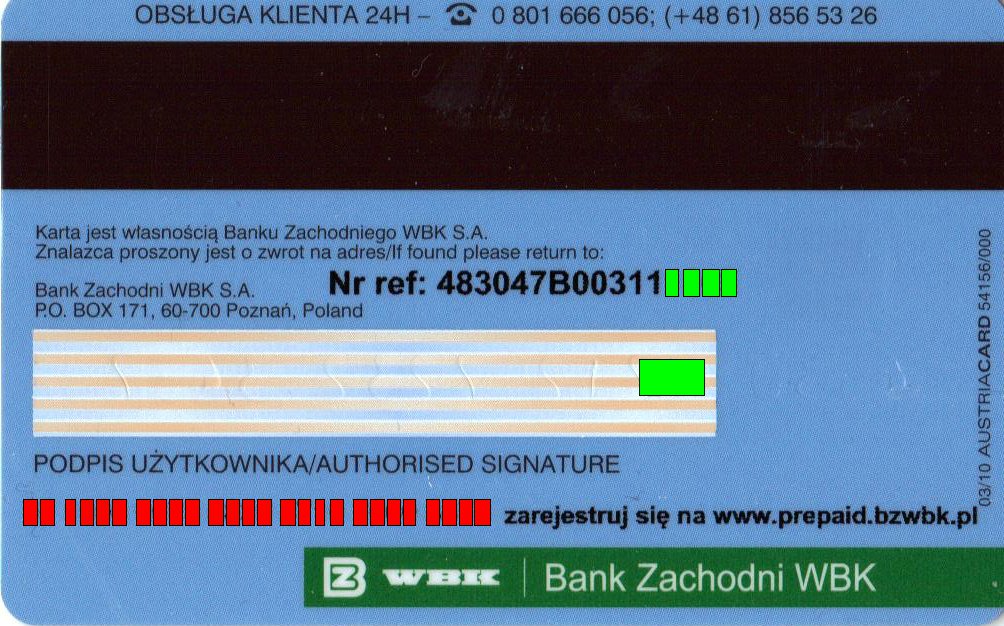 OBSŁUGA KLIENTA 24H – ☎ 0 801 666 056; (+48 61) 856 53 26
Karta jest własnością Banku Zachodniego WBK S.A.
Znalazca proszony jest o zwrot na adres/If found please return to:
Nr ref: 483047B00311
Bank Zachodni WBK S.A.
P.O. BOX 171, 60-700 Poznań, Poland
03/10 AUSTRIACARD 54156/000
PODPIS UŻYTKOWNIKA/AUTHORISED SIGNATURE
zarejestruj się na www.prepaid.bzwbk.pl
WBK | Bank Zachodni WBK